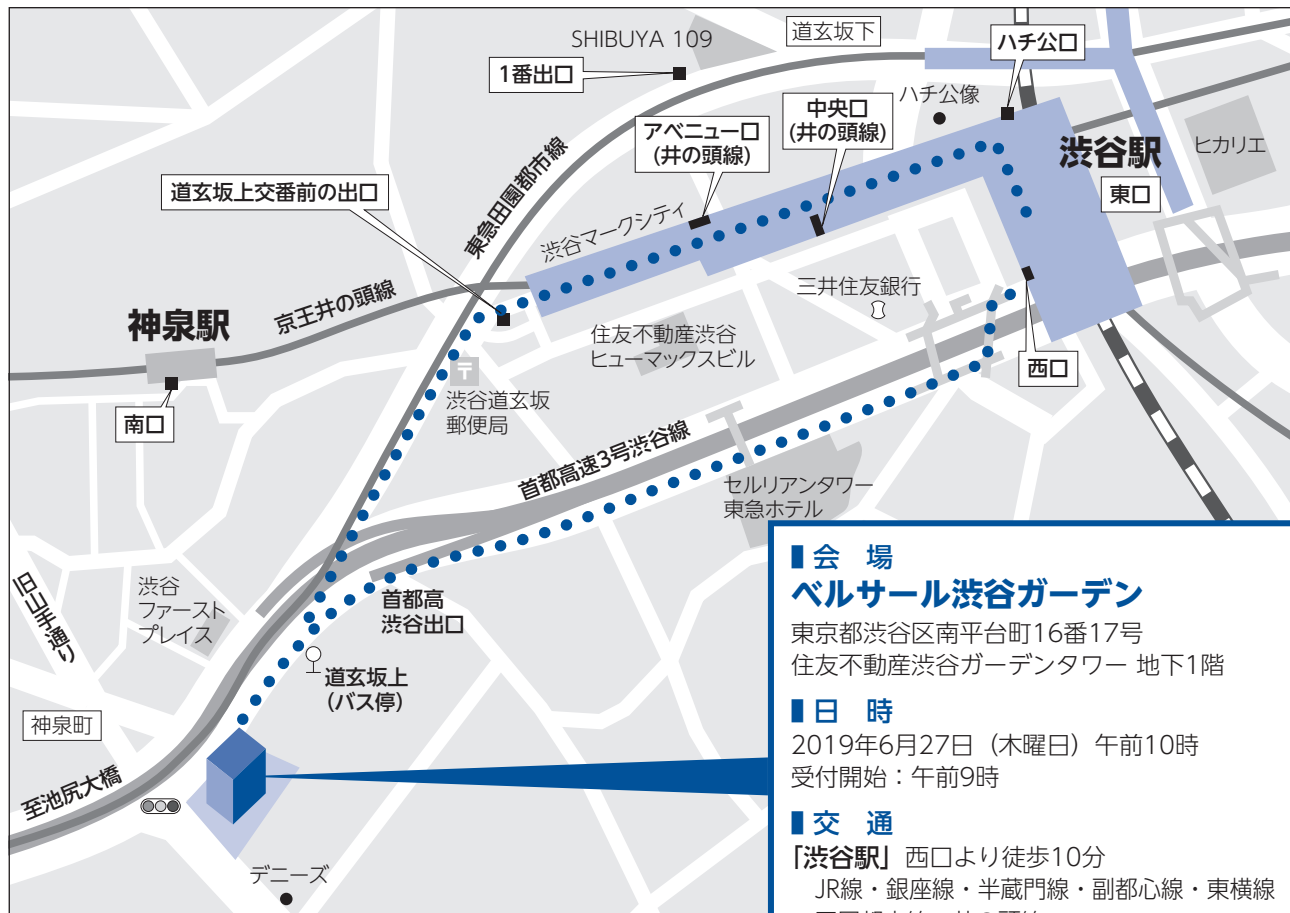 SHIBUYA 109
道玄坂下
ハチ公口
1番出口
ハチ公像
中央口
(井の頭線)
アベニュー口
(井の頭線)
渋谷駅
ヒカリエ
東口
道玄坂上交番前の出口
東急田園都市線
渋谷マークシティ
三井住友銀行
京王井の頭線
神泉駅
住友不動産渋谷
ヒューマックスビル
西口
〒
南口
渋谷道玄坂
郵便局
首都高速3号渋谷線
セルリアンタワー
東急ホテル
旧山手通り
渋谷
ファースト
プレイス
首都高
渋谷出口
道玄坂上
(バス停)
神泉町
至池尻大橋
デニーズ
会 場
ベルサール渋谷ガーデン
東京都渋谷区南平台町16番17号
住友不動産渋谷ガーデンタワー 地下1階
日 時
2019年6月27日(木曜日)午前10時
受付開始:午前9時
交 通
「渋谷駅」西口より徒歩10分
JR線・銀座線・半蔵門線・副都心線・東横線